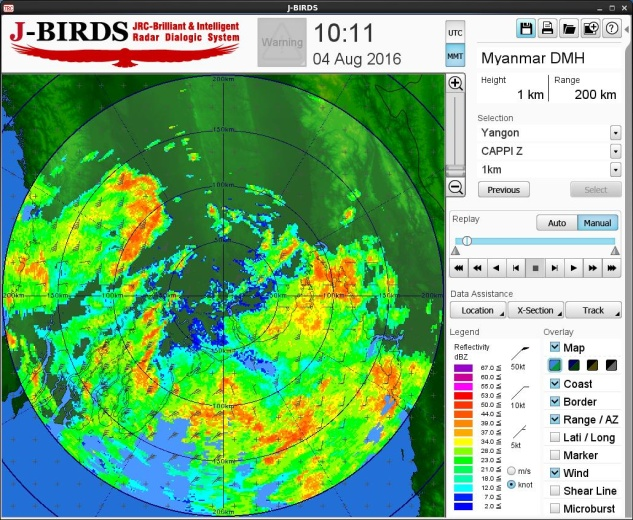 J-BIRDS
J-BIRDS JRC-Brilliant & Intelligent
Radar Dialogic System
Warning
10:11
04 Aug 2016
UTC
MMT
Myanmar DMH
Height
1 km
Range
200 km
Selection
Yangon
CAPPI Z
1km
Previous
Select
Replay
Auto
Manual
Data Assistance
Location
X-Section
Track
Legend
Reflectivity
dBZ
67.0 ≦
60.0 ≦
55.0 ≦
53.0 ≦
50.0 ≦
44.0 ≦
39.0 ≦
37.0 ≦
34.0 ≦
28.0 ≦
23.0 ≦
21.0 ≦
18.0 ≦
12.0 ≦
7.0 ≦
2.0 ≦
50kt
10kt
5kt
m/s
knot
Overlay
Map
Coast
Border
Range / AZ
Lati / Long
Marker
Wind
Shear Line
Microburst
200km
150km
100km
50km
200km
150km
100km
150km
200km
100km
150km
200km